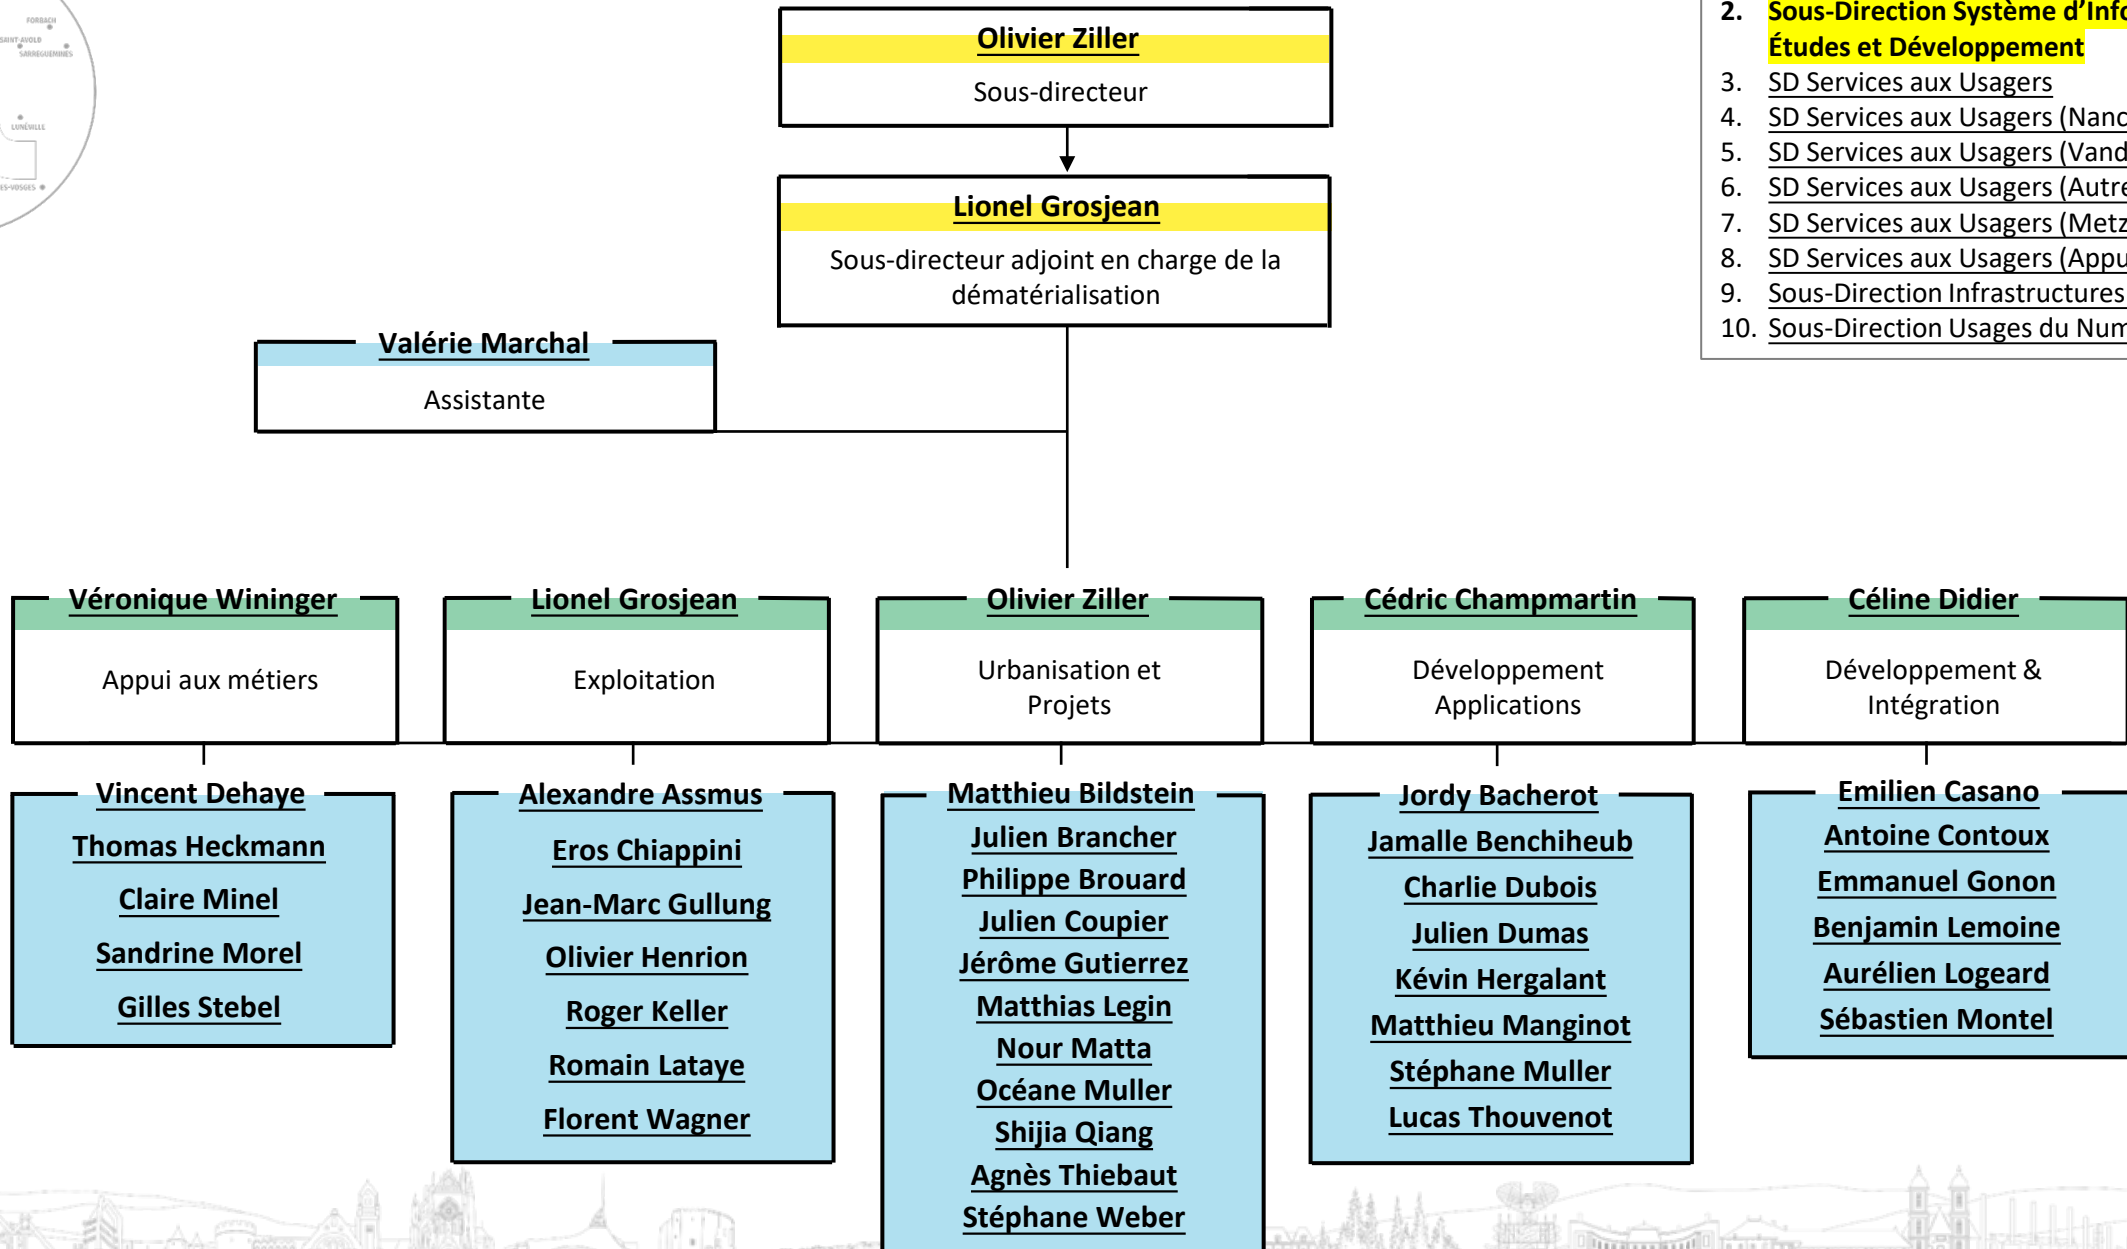 FORBACH
SAINT-AVOLD
SARREGUEMINES
LUNÉVILLE
Olivier Ziller
Sous-directeur
Lionel Grosjean
Sous-directeur adjoint en charge de la
dématérialisation
Valérie Marchal
Assistante
2. Sous-Direction Système d'Info
Études et Développement
3. SD Services aux Usagers
4. SD Services aux Usagers (Nanc
5. SD Services aux Usagers (Vand
6. SD Services aux Usagers (Autre
7. SD Services aux Usagers (Metz
8. SD Services aux Usagers (Appu
9. Sous-Direction Infrastructures
10. Sous-Direction Usages du Num
Véronique Wininger
Appui aux métiers
Vincent Dehaye
Thomas Heckmann
Claire Minel
Sandrine Morel
Gilles Stebel
Lionel Grosjean
Exploitation
Alexandre Assmus
Eros Chiappini
Jean-Marc Gullung
Olivier Henrion
Roger Keller
Romain Lataye
Florent Wagner
Olivier Ziller
Urbanisation et
Projets
Matthieu Bildstein
Julien Brancher
Philippe Brouard
Julien Coupier
Jérôme Gutierrez
Matthias Legin
Nour Matta
Océane Muller
Shijia Qiang
Agnès Thiebaut
Stéphane Weber
Cédric Champmartin
Développement
Applications
Jordy Bacherot
Jamalle Benchiheub
Charlie Dubois
Julien Dumas
Kévin Hergalant
Matthieu Manginot
Stéphane Muller
Lucas Thouvenot
Céline Didier
Développement &
Intégration
Emilien Casano
Antoine Contoux
Emmanuel Gonon
Benjamin Lemoine
Aurélien Logeard
Sébastien Montel